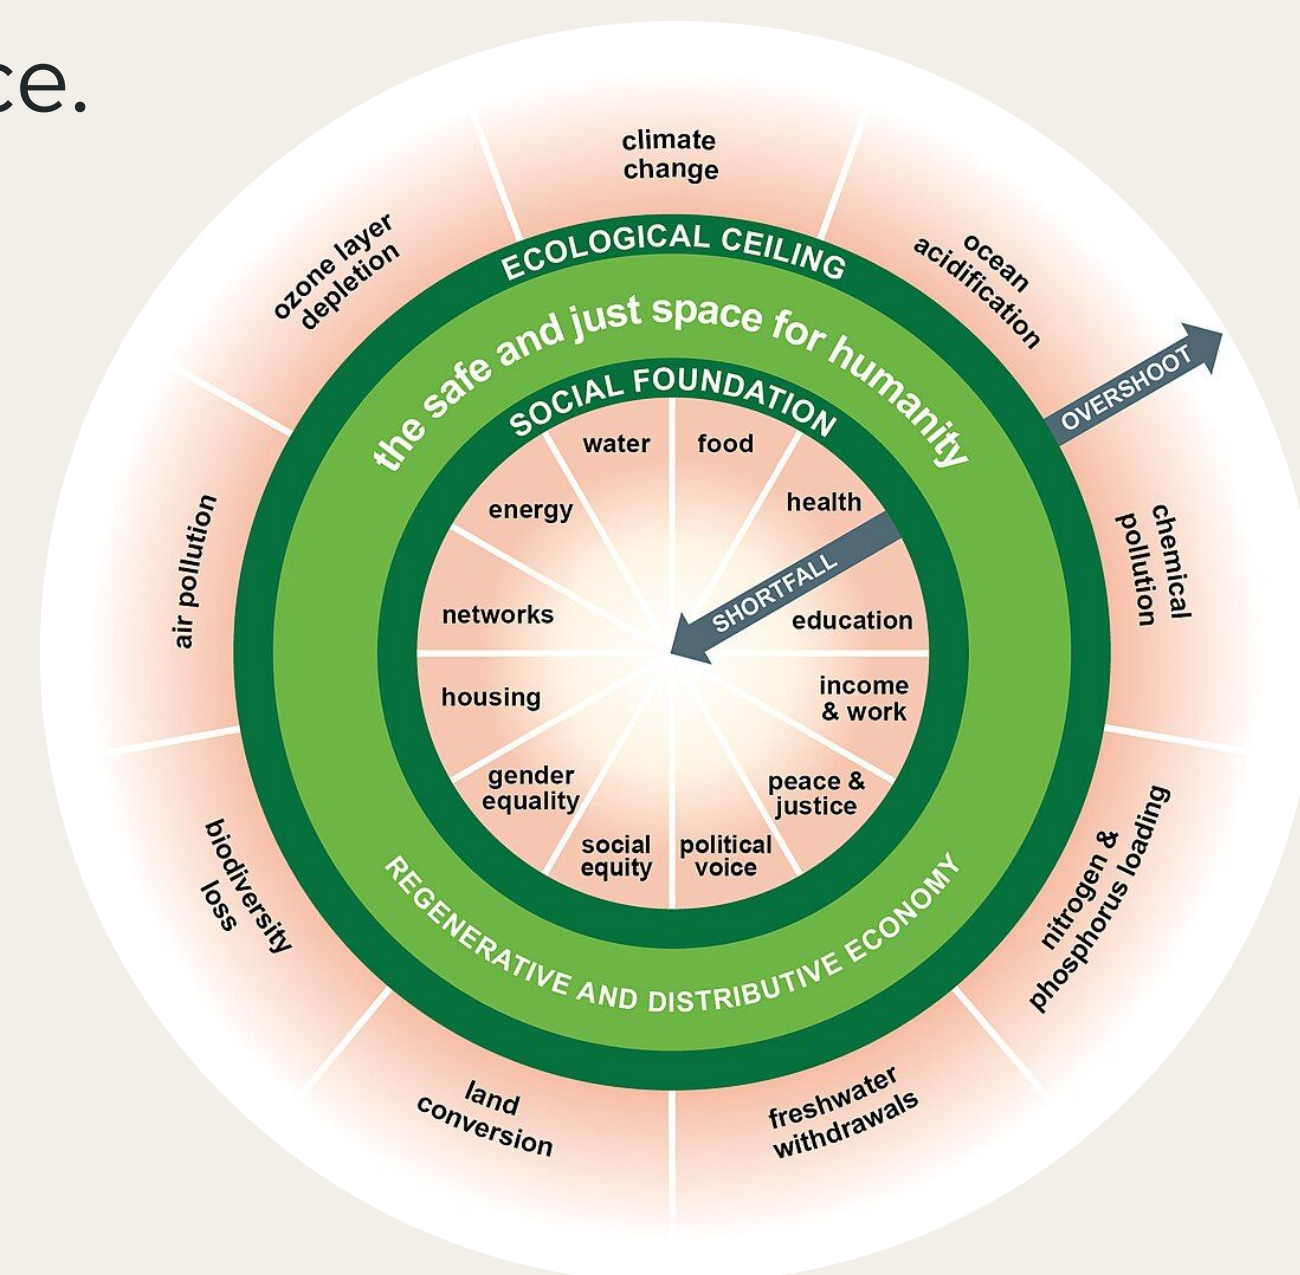 ce.
climate
change
ocean
acidification
chemical
pollution
nitrogen &
phosphorus loading
freshwater
withdrawals
land
conversion
biodiversity
loss
air pollution
ozone layer
depletion
OVERSHOOT
ECOLOGICAL CEILING
the safe and just space for humanity
SOCIAL FOUNDATION
water
food
health
SHORTFALL
education
income
& work
peace &
justice
political
voice
social
equity
gender
equality
housing
networks
energy
REGENERATIVE AND DISTRIBUTIVE ECONOMY